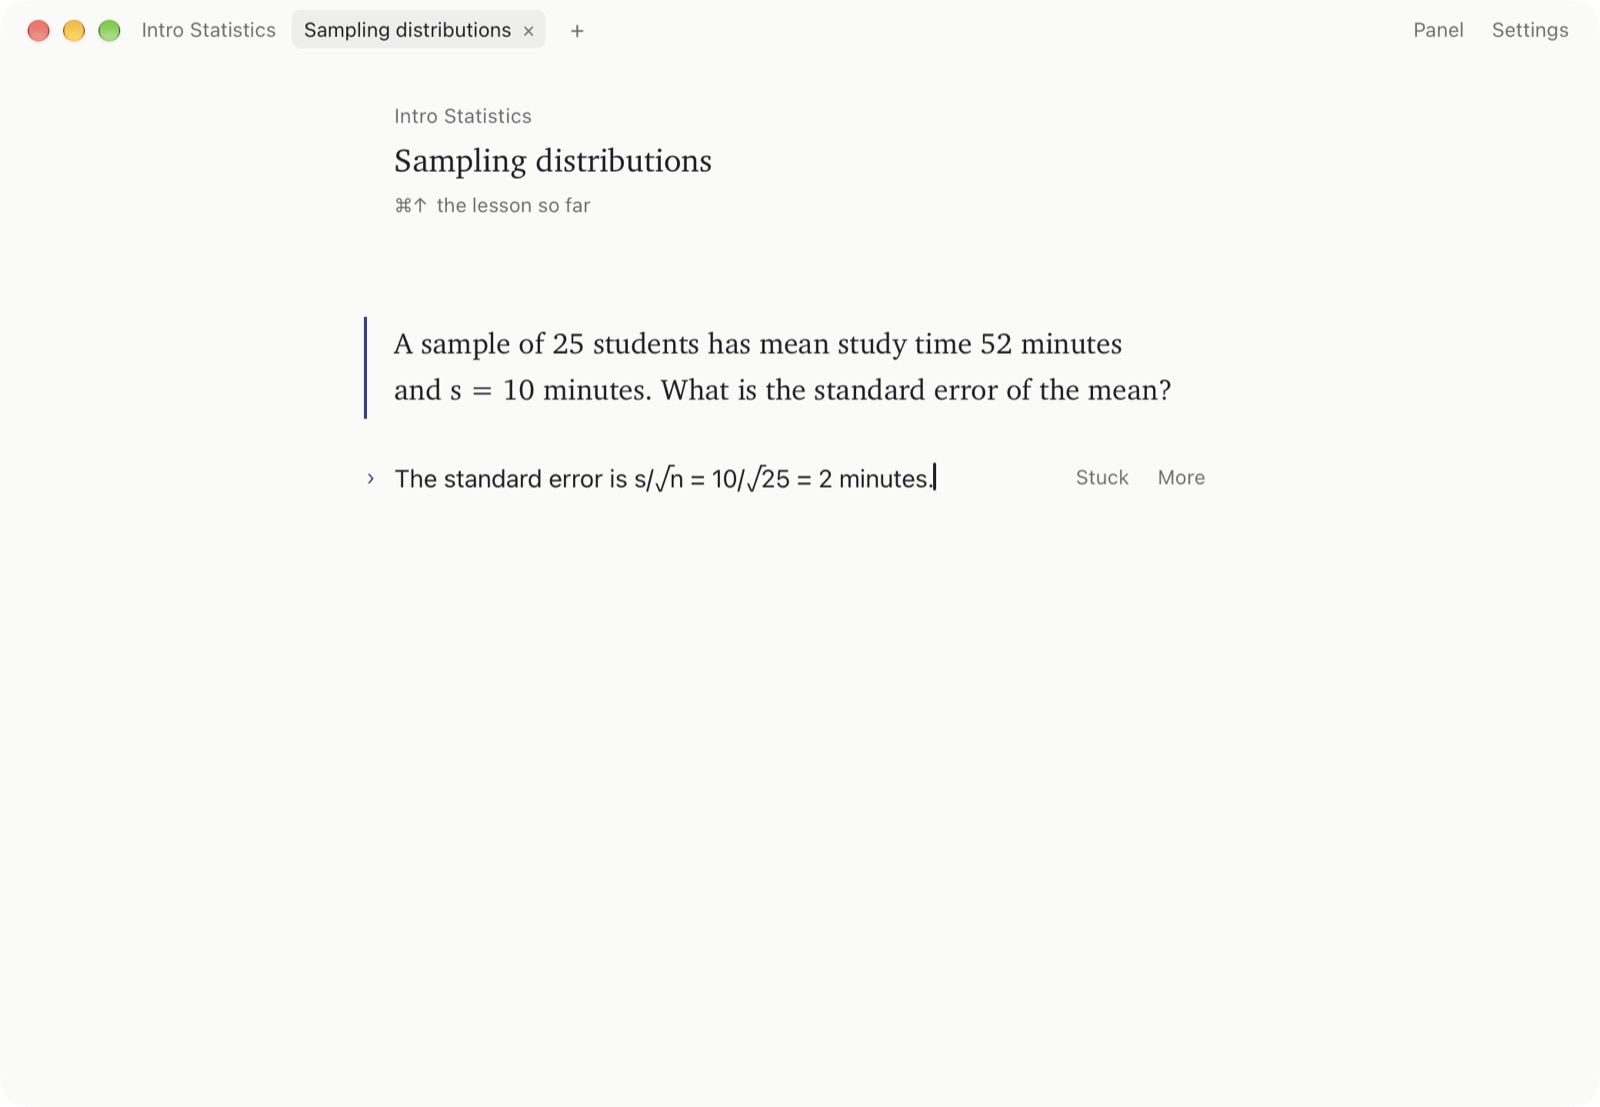 Intro Statistics
Sampling distributions ×
+
Panel
Settings
Intro Statistics
Sampling distributions
⌘↑ the lesson so far
A sample of 25 students has mean study time 52 minutes
and s = 10 minutes. What is the standard error of the mean?
› The standard error is s/√n = 10/√25 = 2 minutes.
Stuck
More